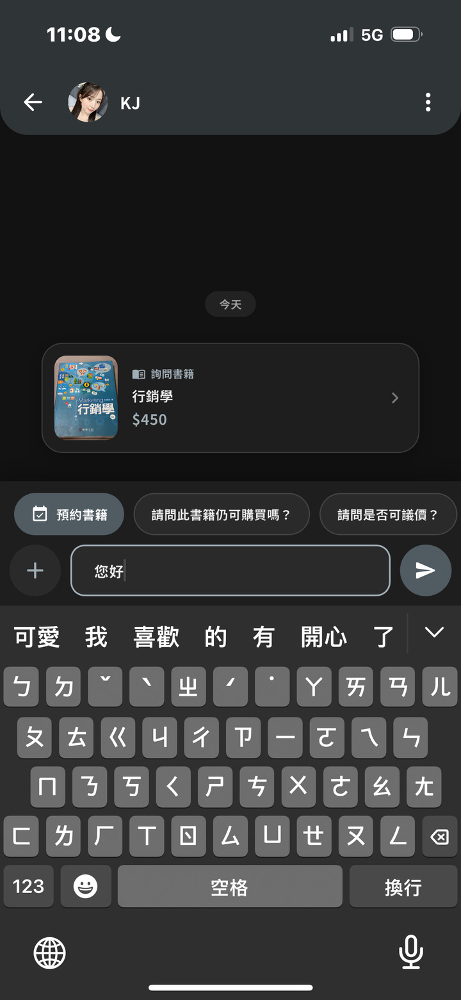 11:08
5G
KJ
今天
Marketing
行銷學
詢問書籍
行銷學
$450
預約書籍
請問此書籍仍可購買嗎？
請問是否可議價？
您好
可愛 我 喜歡 的 有 開心 了
ㄅ ㄉ ˇ ˋ ㄓ ˊ ˙ ㄚ ㄞ ㄢ ㄦ
ㄆ ㄊ ㄍ ㄐ ㄔ ㄗ ㄧ ㄛ ㄟ ㄣ
ㄇ ㄋ ㄎ ㄑ ㄕ ㄘ ㄨ ㄜ ㄠ ㄤ
ㄈ ㄌ ㄏ ㄒ ㄖ ㄙ ㄩ ㄝ ㄡ ㄥ
123 空格 換行